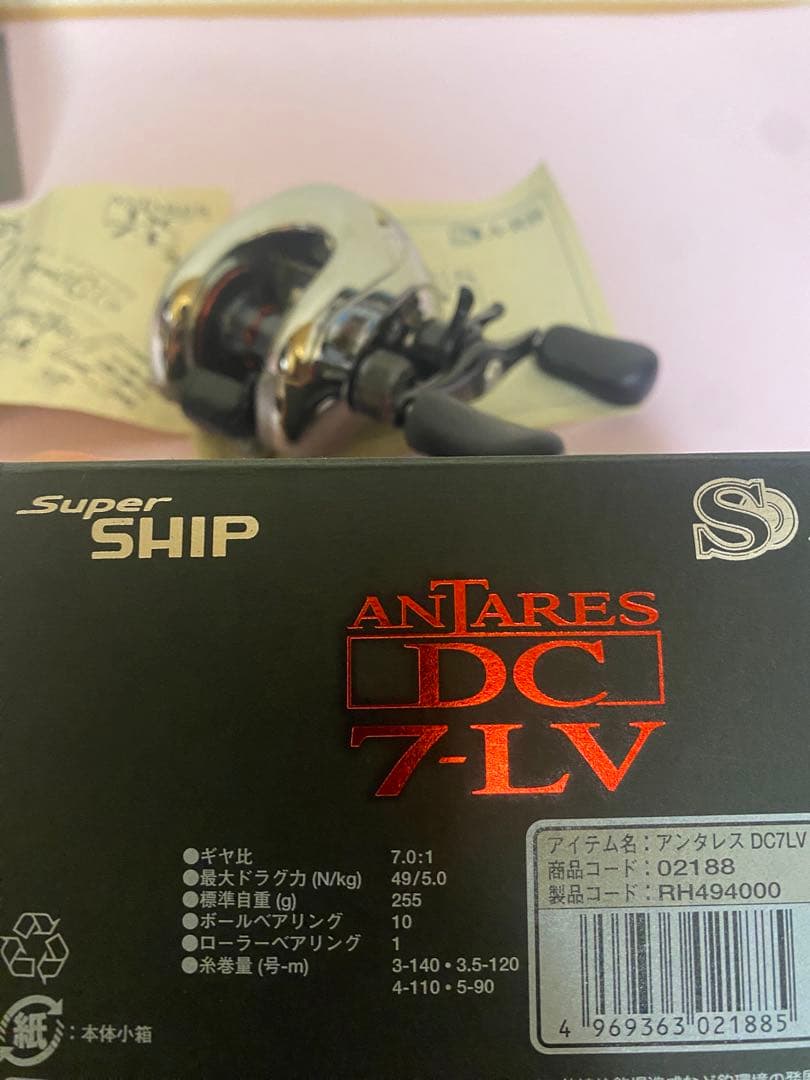 ANTARES
Super
SHIP
S
ANTARES
DC
7-LV
●ギヤ比 7.0:1
●最大ドラグ力 (N/kg) 49/5.0
●標準自重 (g) 255
●ボールベアリング 10
●ローラーベアリング 1
●糸巻量 (号-m) 3-140・3.5-120
4-110・5-90
アイテム名：アンタレス DC7LV
商品コード：02188
製品コード：RH494000
4 969363 021885
紙：本体小箱